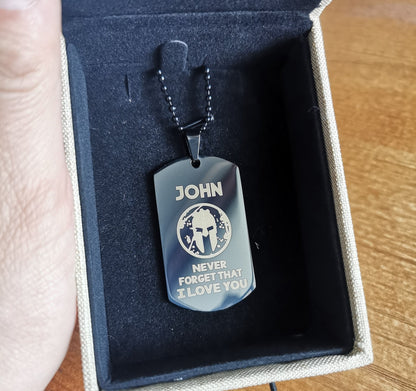 JOHN
NEVER
FORGET THAT
I LOVE YOU